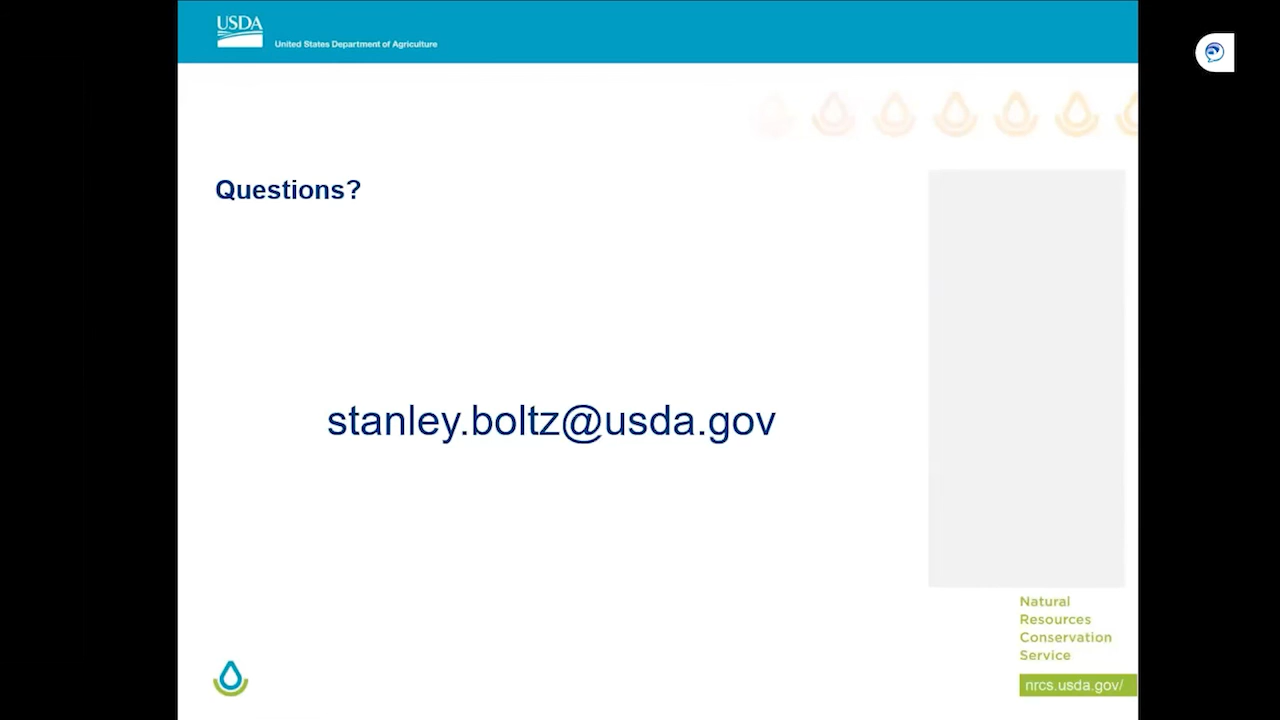 USDA
United States Department of Agriculture
Questions?
stanley.boltz@usda.gov
Natural
Resources
Conservation
Service
nrcs.usda.gov/